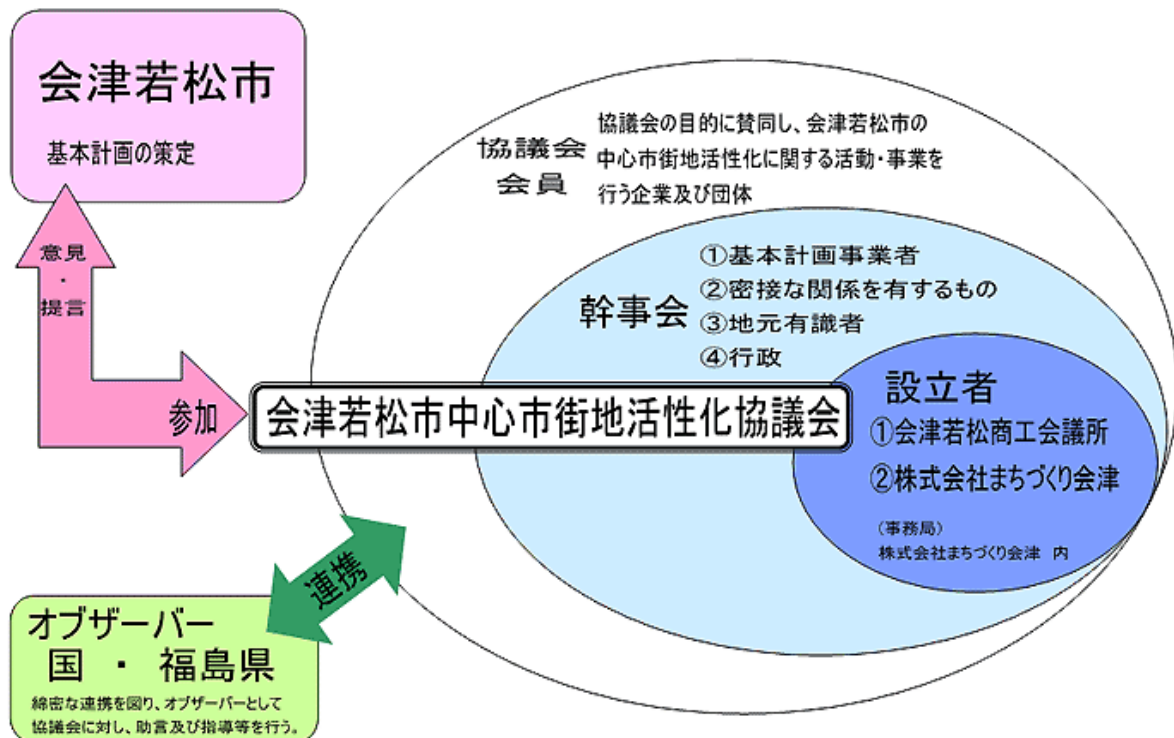 会津若松市
基本計画の策定
意見
・
提言
参加
協議会
会員
協議会の目的に賛同し、会津若松市の
中心市街地活性化に関する活動・事業を
行う企業及び団体
幹事会
①基本計画事業者
②密接な関係を有するもの
③地元有識者
④行政
会津若松市中心市街地活性化協議会
設立者
①会津若松商工会議所
②株式会社まちづくり会津
（事務局）
株式会社まちづくり会津 内
連携
オブザーバー
国 ・ 福島県
綿密な連携を図り、オブザーバーとして
協議会に対し、助言及び指導等を行う。